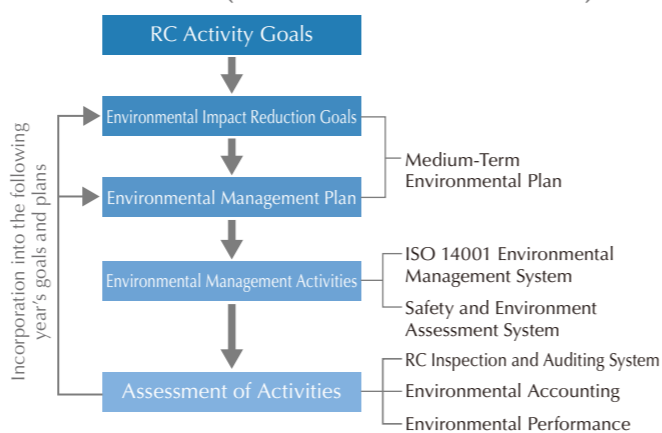 RC Activity Goals
Environmental Impact Reduction Goals
Environmental Management Plan
Medium-Term
Environmental Plan
Environmental Management Activities
ISO 14001 Environmental
Management System
Safety and Environment
Assessment System
Assessment of Activities
RC Inspection and Auditing System
Environmental Accounting
Environmental Performance
Incorporation into the following
year's goals and plans